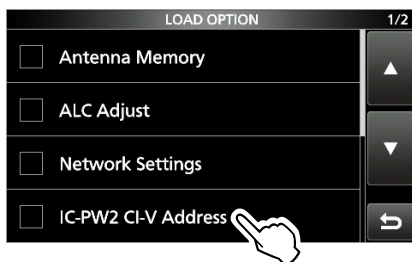 LOAD OPTION 1/2
Antenna Memory
ALC Adjust
Network Settings
IC-PW2 CI-V Address